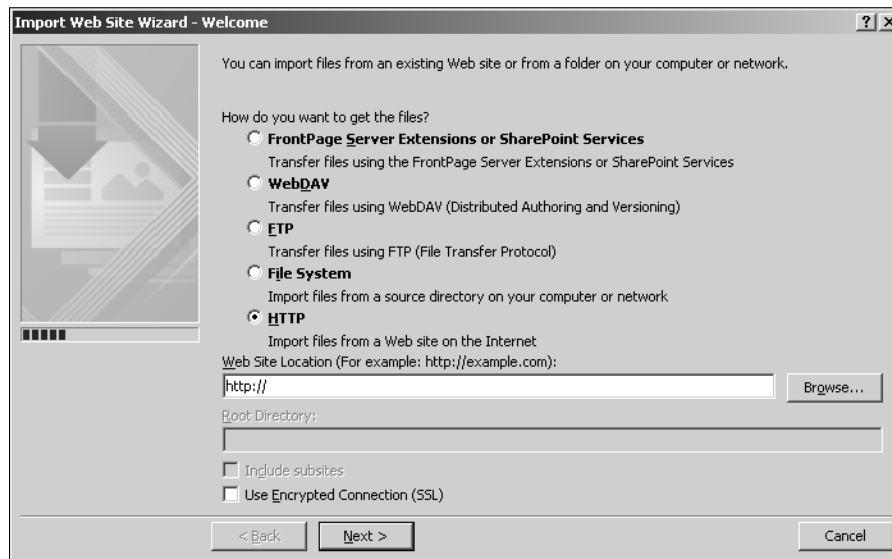 Import Web Site Wizard - Welcome
You can import files from an existing Web site or from a folder on your computer or network.
How do you want to get the files?
FrontPage Server Extensions or SharePoint Services
Transfer files using the FrontPage Server Extensions or SharePoint Services
WebDAV
Transfer files using WebDAV (Distributed Authoring and Versioning)
FTP
Transfer files using FTP (File Transfer Protocol)
File System
Import files from a source directory on your computer or network
HTTP
Import files from a Web site on the Internet
Web Site Location (For example: http://example.com):
http://
Browse...
Root Directory:
Include subsites
Use Encrypted Connection (SSL)
< Back Next > Cancel